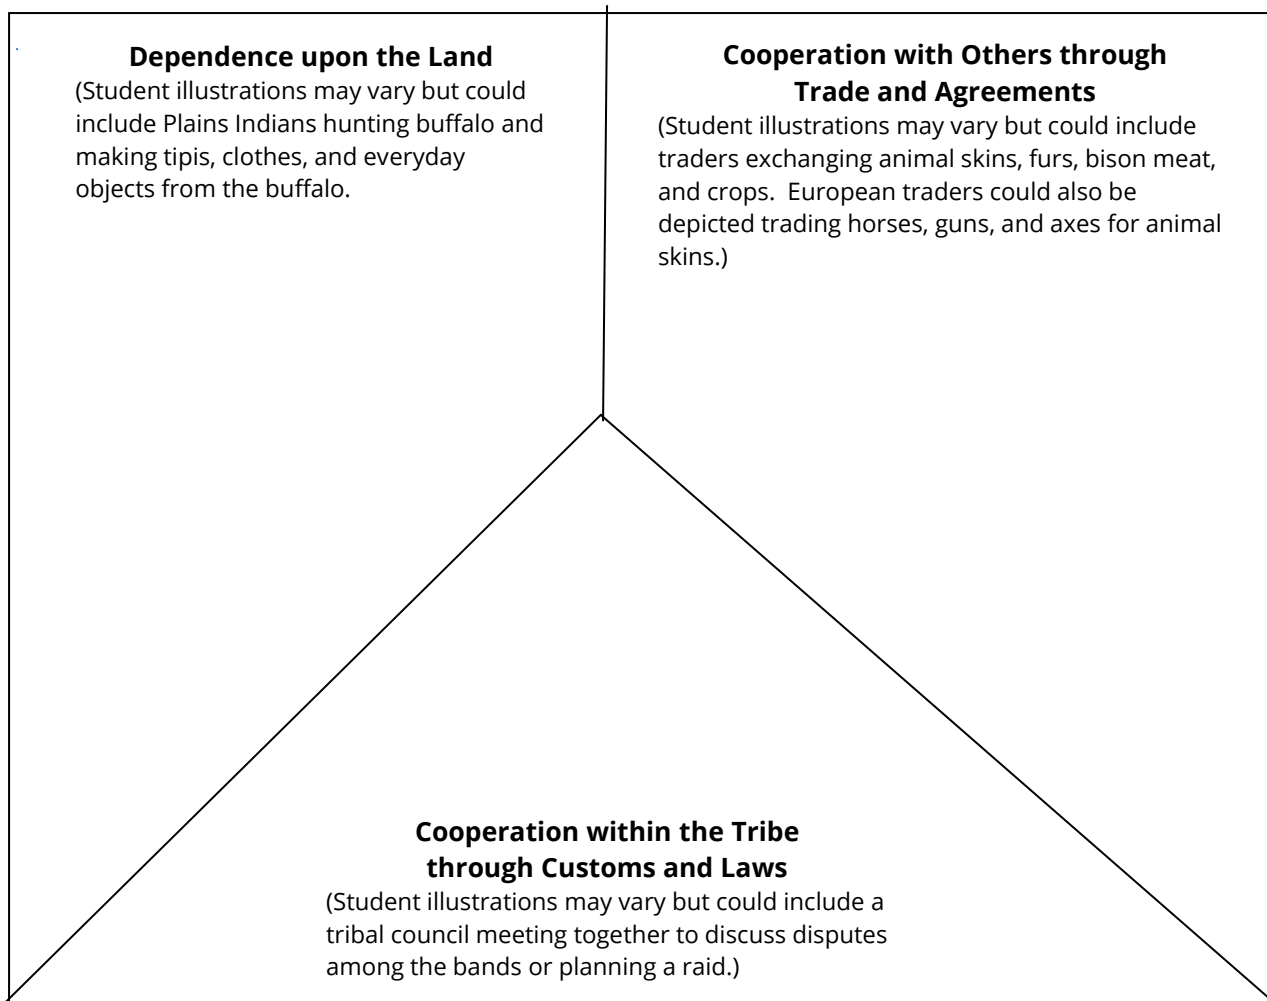 Dependence upon the Land
(Student illustrations may vary but could
include Plains Indians hunting buffalo and
making tipis, clothes, and everyday
objects from the buffalo.
Cooperation with Others through
Trade and Agreements
(Student illustrations may vary but could include
traders exchanging animal skins, furs, bison meat,
and crops.  European traders could also be
depicted trading horses, guns, and axes for animal
skins.)
Cooperation within the Tribe
through Customs and Laws
(Student illustrations may vary but could include a
tribal council meeting together to discuss disputes
among the bands or planning a raid.)